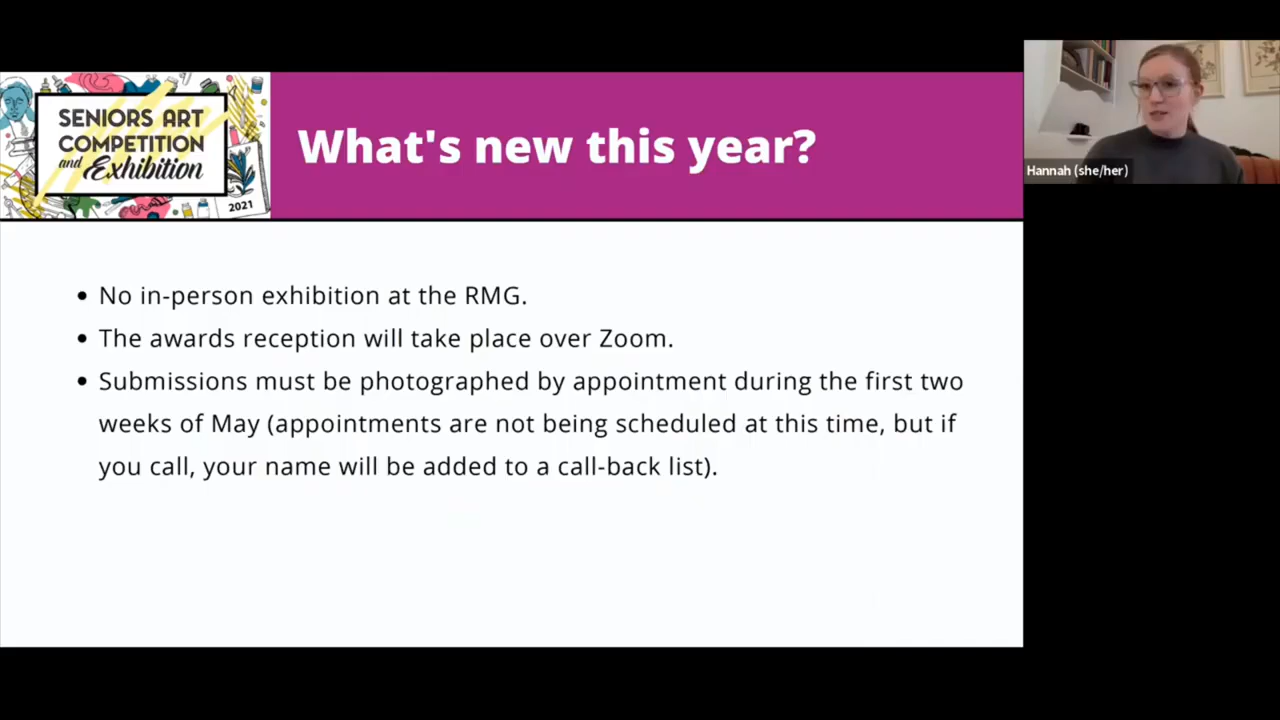 SENIORS ART
COMPETITION
and Exhibition
2021
What's new this year?
Hannah (she/her)
• No in-person exhibition at the RMG.
• The awards reception will take place over Zoom.
• Submissions must be photographed by appointment during the first two
weeks of May (appointments are not being scheduled at this time, but if
you call, your name will be added to a call-back list).